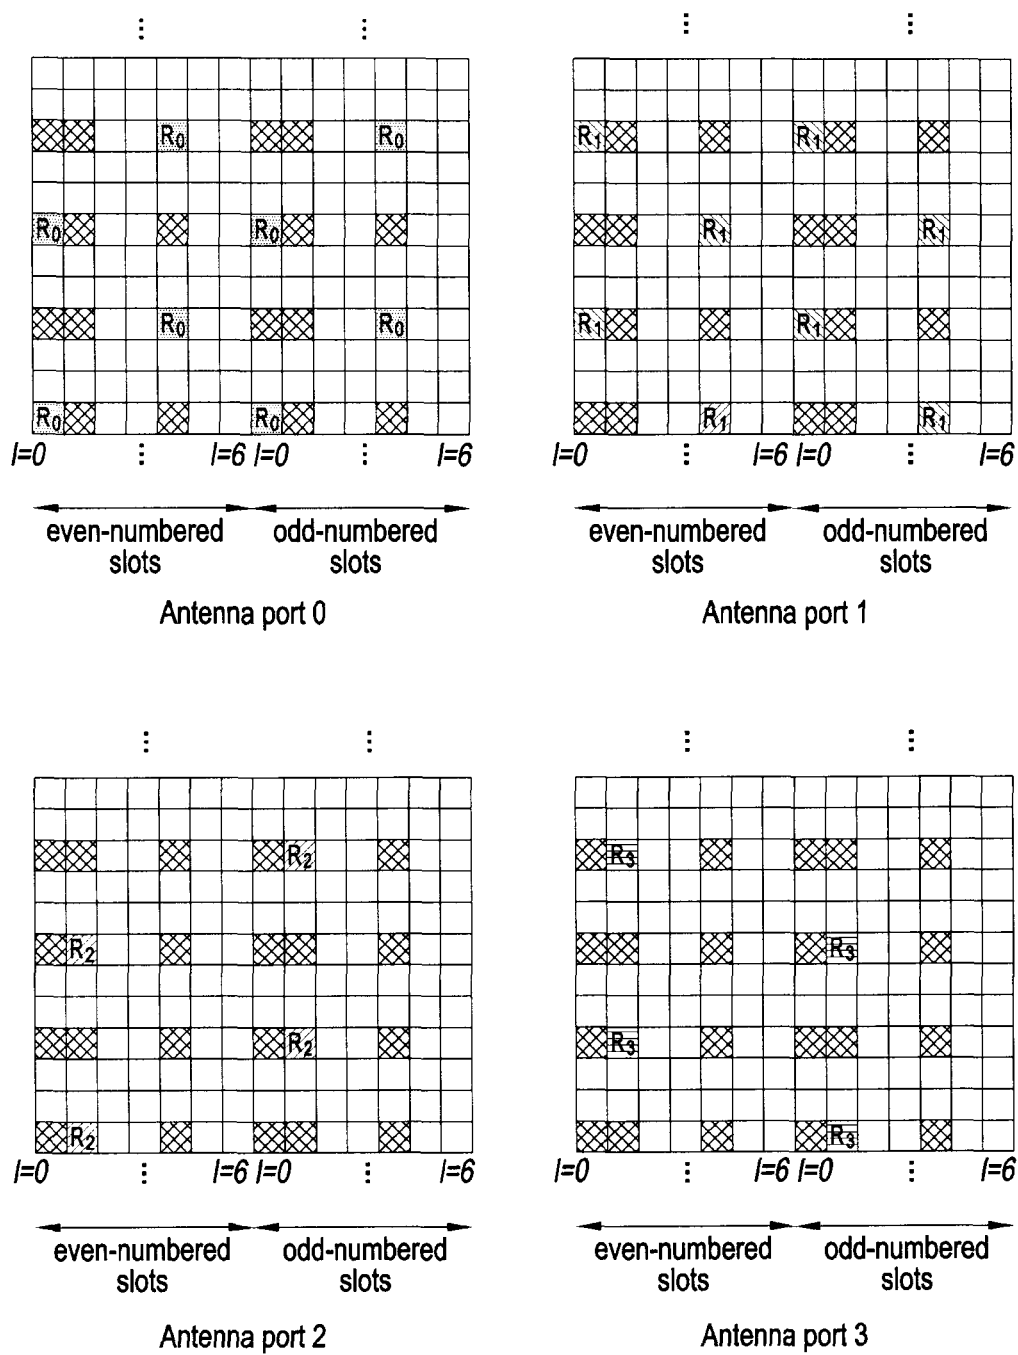 ⋮ ⋮
R0 R0
R0 R0
R0 R0
R0 R0
l=0 ⋮ l=6 l=0 ⋮ l=6
even-numbered slots odd-numbered slots
Antenna port 0
⋮ ⋮
R1 R1
R1 R1
R1 R1
R1 R1
l=0 ⋮ l=6 l=0 ⋮ l=6
even-numbered slots odd-numbered slots
Antenna port 1
⋮ ⋮
R2
R2
R2
R2
l=0 ⋮ l=6 l=0 ⋮ l=6
even-numbered slots odd-numbered slots
Antenna port 2
⋮ ⋮
R3
R3
R3
R3
l=0 ⋮ l=6 l=0 ⋮ l=6
even-numbered slots odd-numbered slots
Antenna port 3